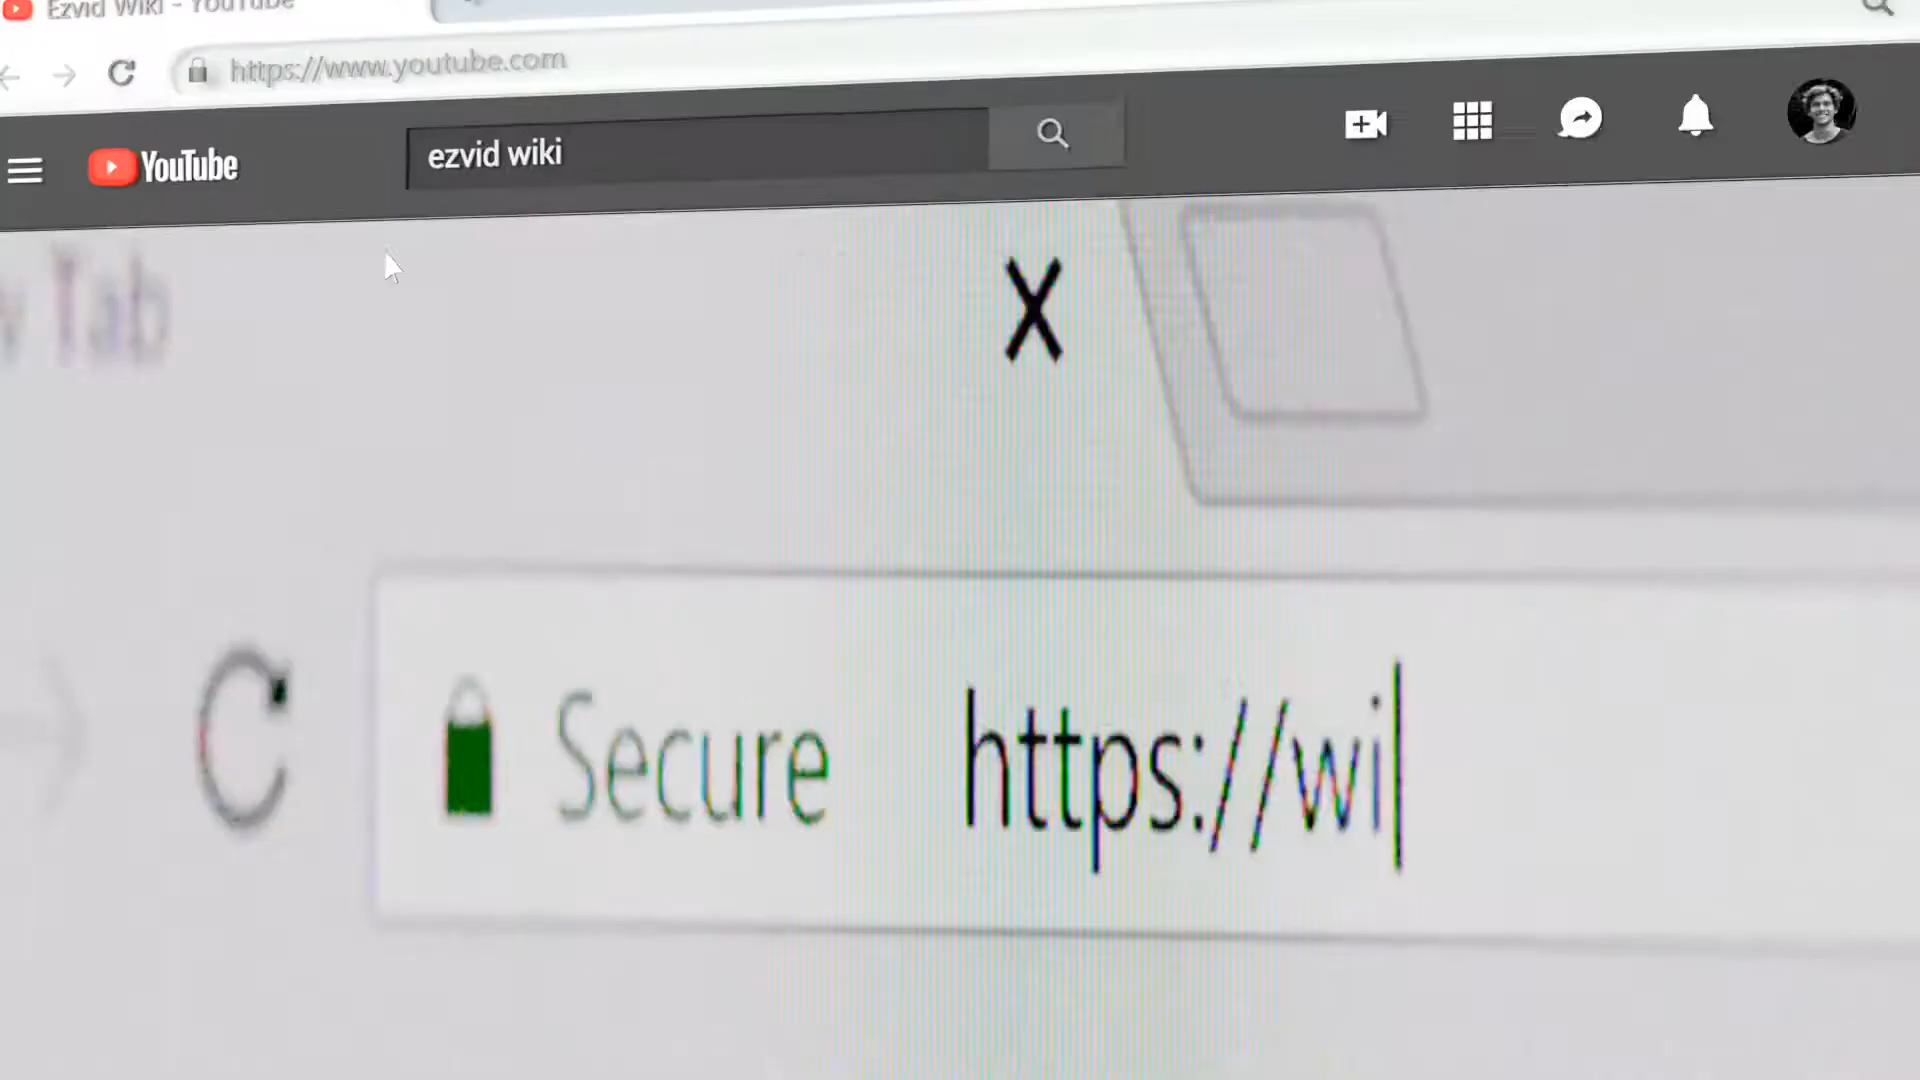 Ezvid Wiki - YouTube
https://www.youtube.com
YouTube
ezvid wiki
Tab
X
Secure https://wi